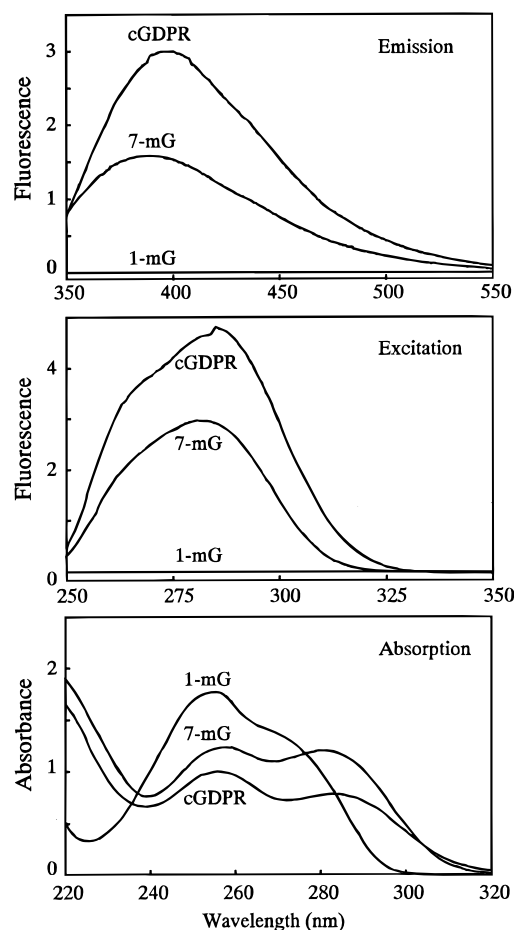 cGDPR
Emission
7-mG
1-mG
Fluorescence
3
2
1
0
350 400 450 500 550
cGDPR
Excitation
7-mG
1-mG
Fluorescence
4
2
0
250 275 300 325 350
Absorption
1-mG
7-mG
cGDPR
Absorbance
2
1
0
220 240 260 280 300 320
Wavelength (nm)